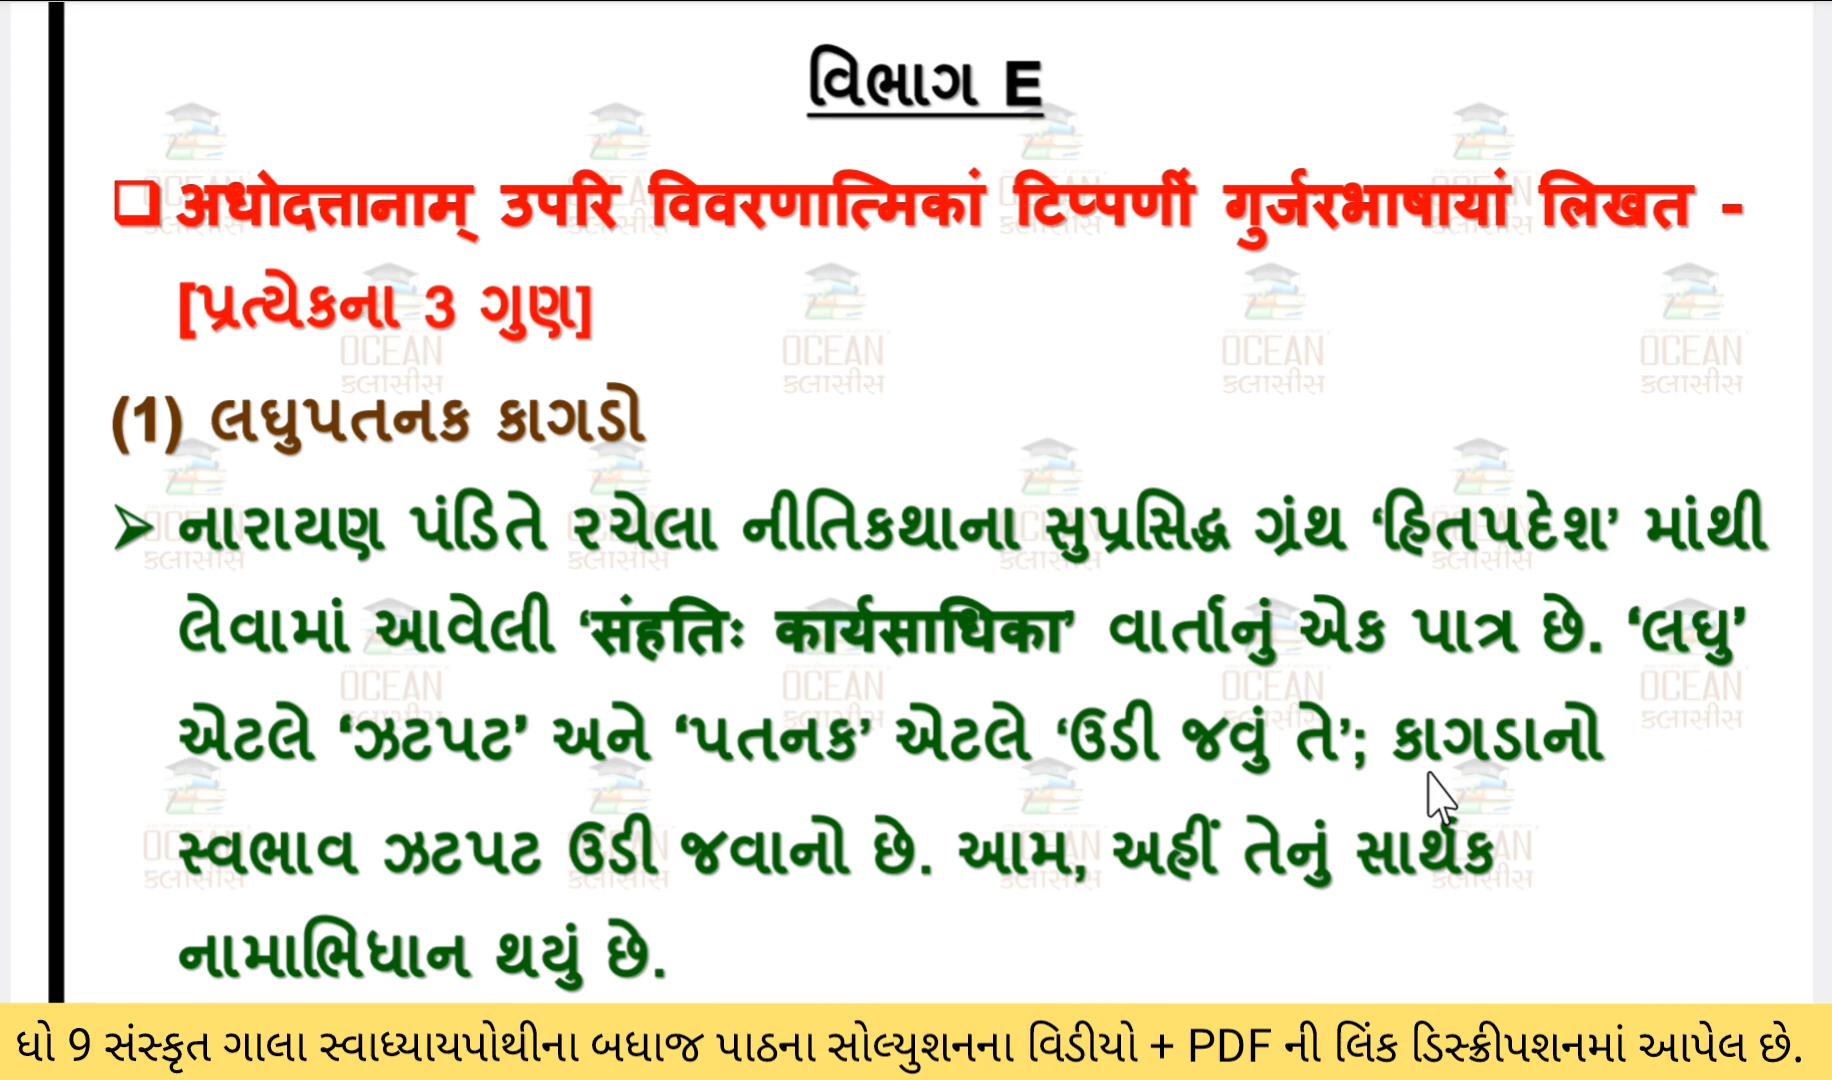 વિભાગ E
❑ अधोदत्तानाम् उपरि विवरणात्मिकां टिप्पणीं गुर्जरभाषायां लिखत -
[પ્રત્યેકના 3 ગુણ]
(1) લઘુપતનક કાગડો
➢ નારાયણ પંડિતે રચેલા નીતિકથાના સુપ્રસિદ્ધ ગ્રંથ ‘હિતપદેશ’ માંથી
લેવામાં આવેલી ‘संहतिः कार्यसाधिका’ વાર્તાનું એક પાત્ર છે. ‘લઘુ’
એટલે ‘ઝટપટ’ અને ‘પતનક’ એટલે ‘ઉડી જવું તે’; કાગડાનો
સ્વભાવ ઝટપટ ઉડી જવાનો છે. આમ, અહીં તેનું સાર્થક
નામાભિધાન થયું છે.
ધો 9 સંસ્કૃત ગાલા સ્વાધ્યાયપોથીના બધાજ પાઠના સોલ્યુશનના વિડીયો + PDF ની લિંક ડિસ્ક્રીપશનમાં આપેલ છે.
OCEAN
ક્લાસીસ